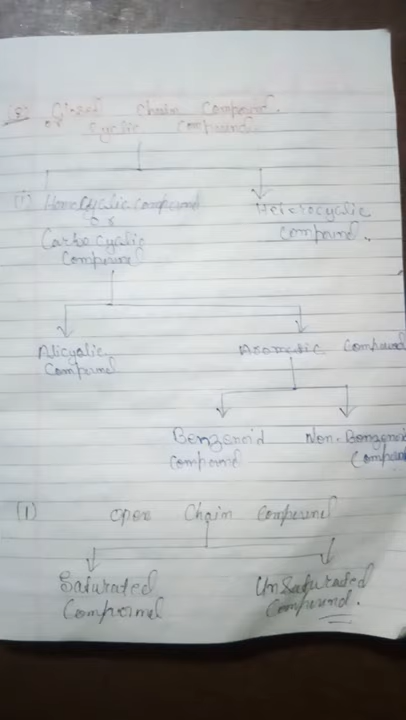 Closed Chain Compound.
or Cyclic Compound.
(i) Homocyclic Compound
or
Carbocyclic
Compound
Heterocyclic
Compound.
Alicyclic
Compound
Aromatic Compound
Benzenoid
Compound
Non-Benzenoid
Compound
(1) Open Chain Compound
Saturated
Compound
UnSaturated
Compound.